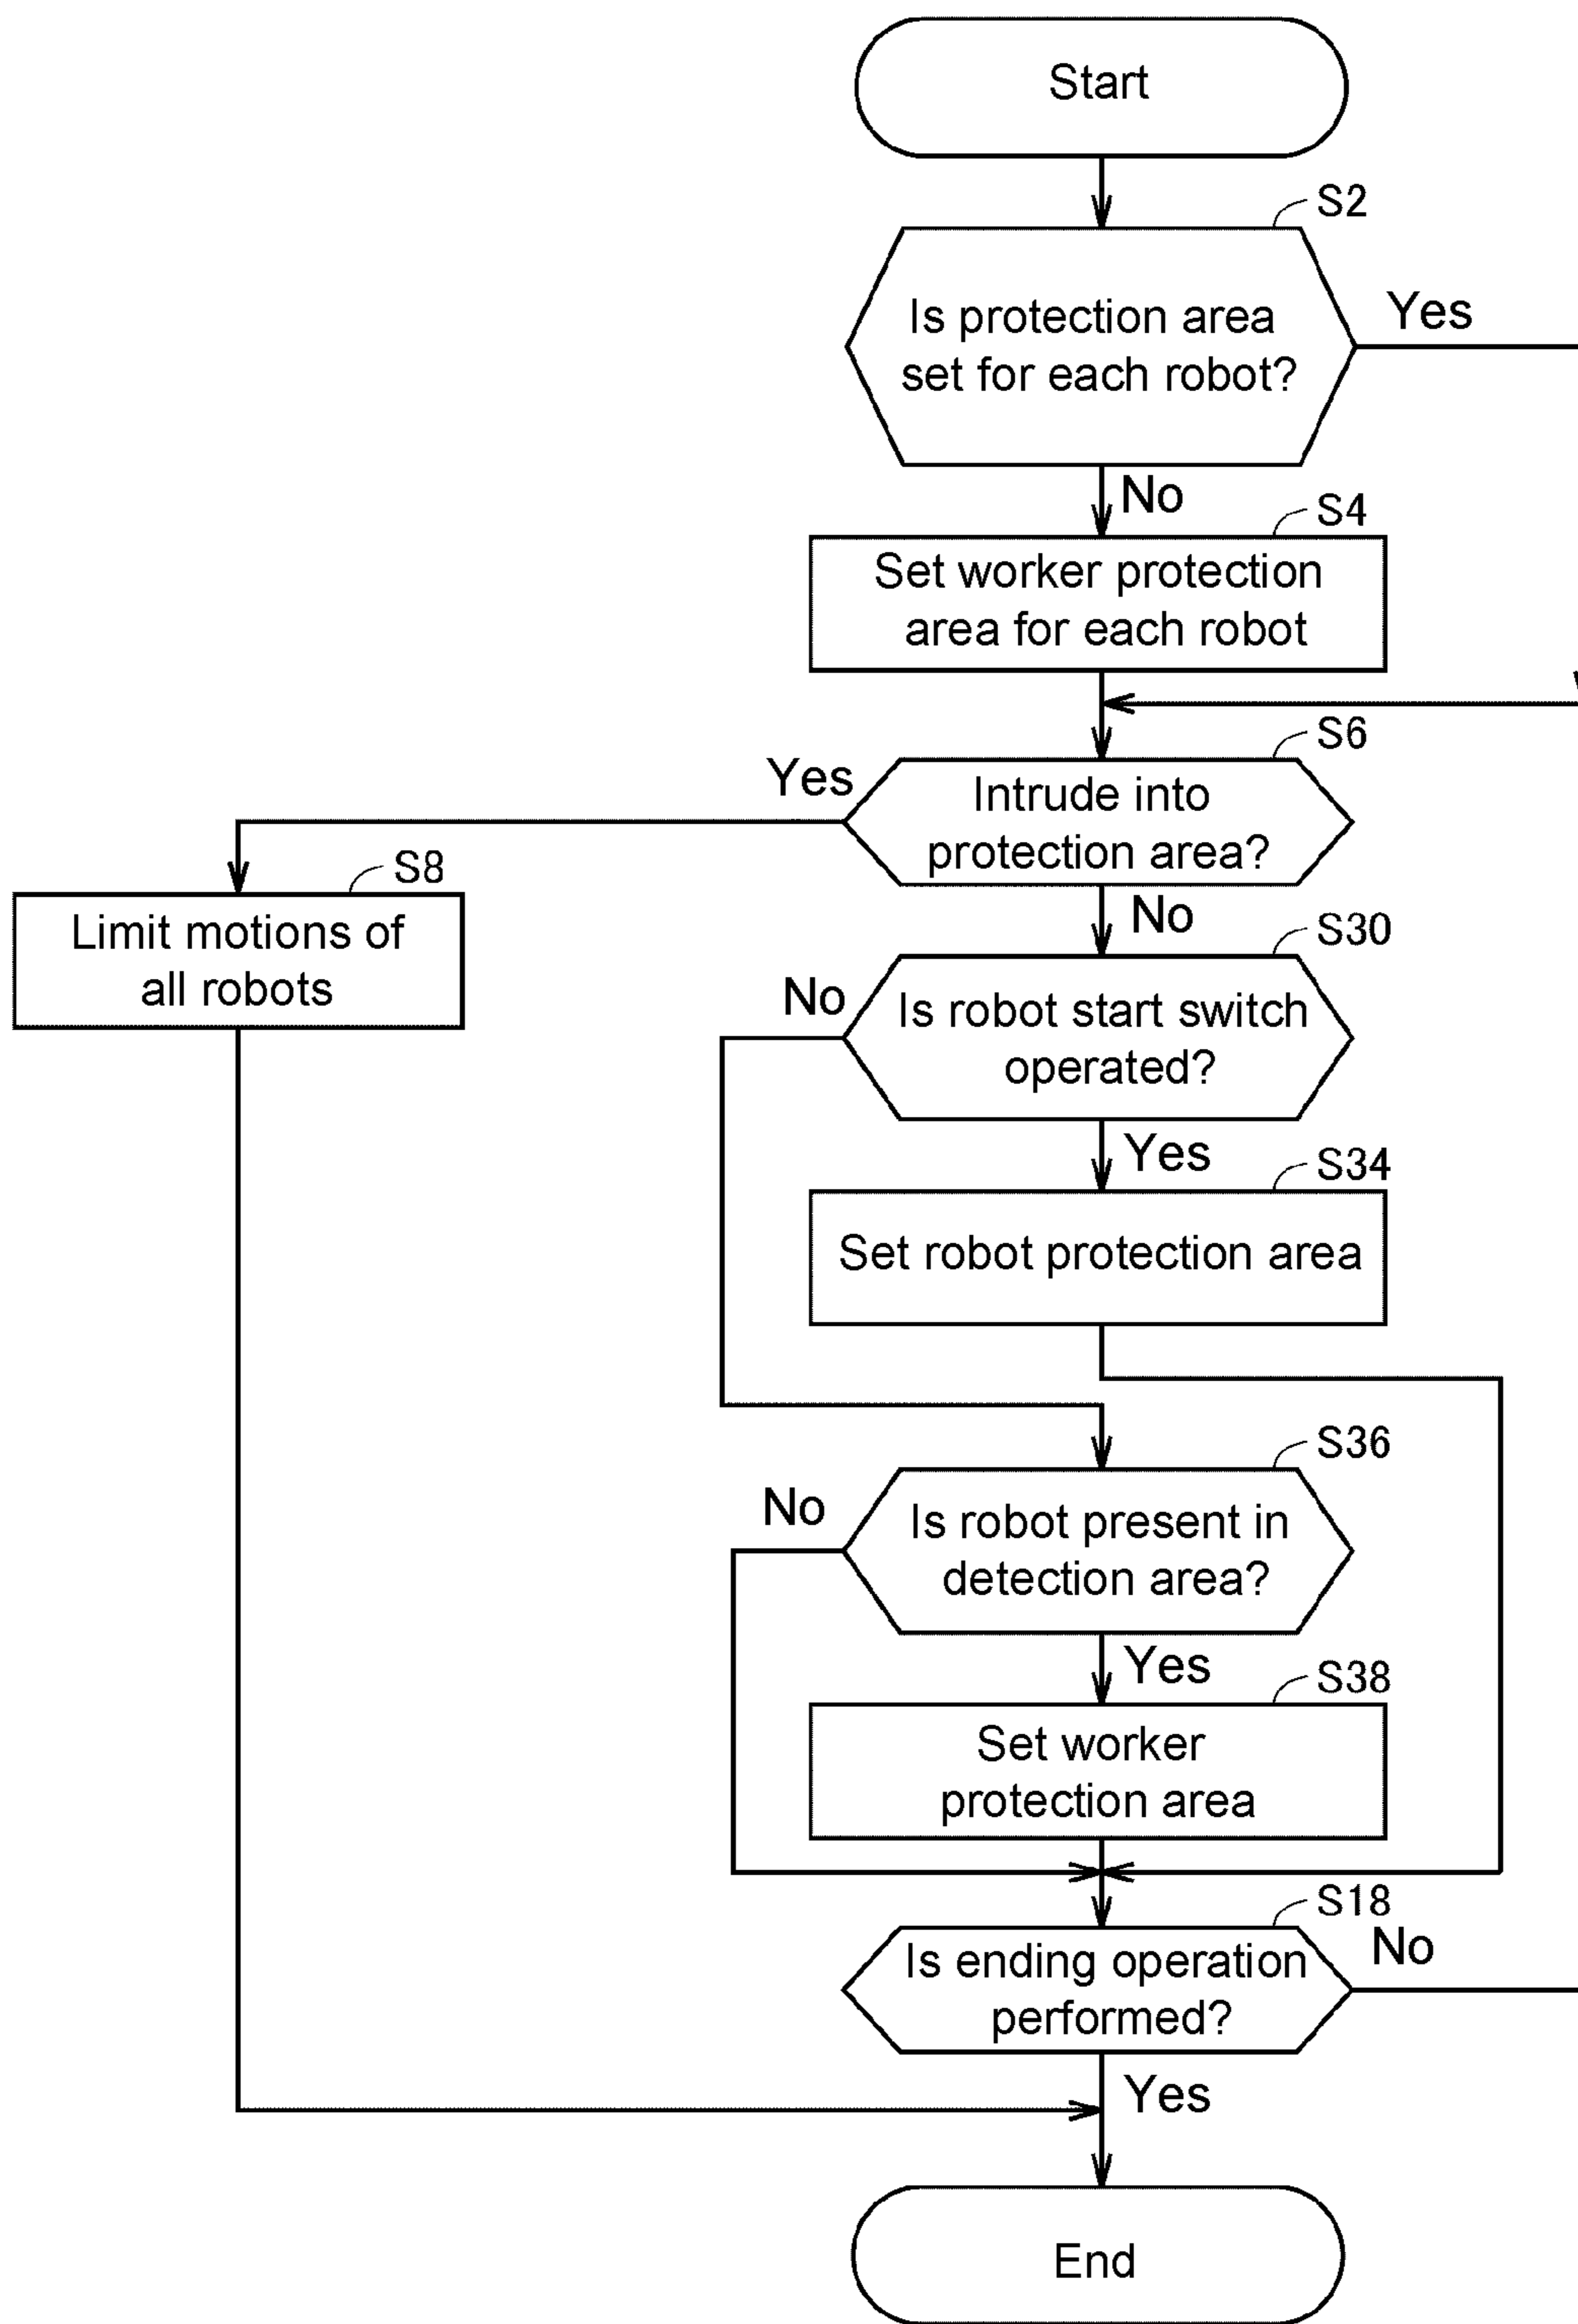 Start
S2
Is protection area
set for each robot?
Yes
No
S4
Set worker protection
area for each robot
S6
Yes
Intrude into
protection area?
S8
Limit motions of
all robots
No
S30
No
Is robot start switch
operated?
Yes
S34
Set robot protection area
S36
No
Is robot present in
detection area?
Yes
S38
Set worker
protection area
S18
Is ending operation
performed?
No
Yes
End